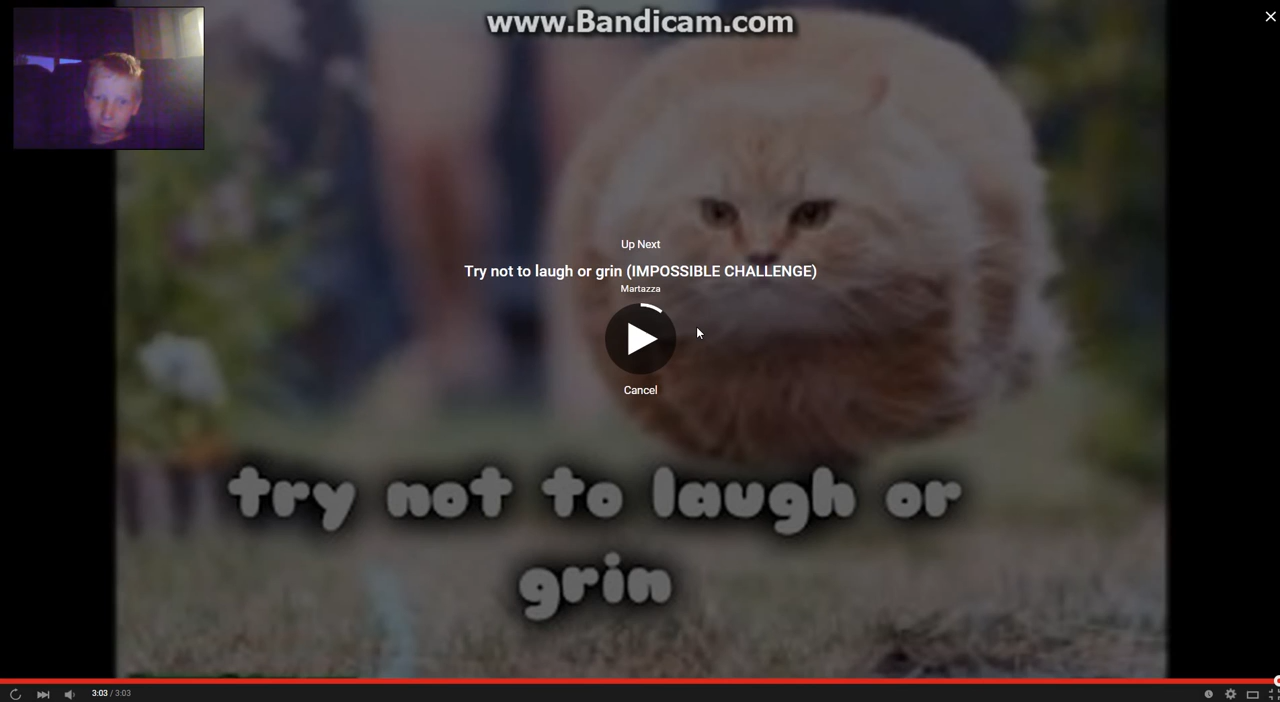 www.Bandicam.com
Up Next
Try not to laugh or grin (IMPOSSIBLE CHALLENGE)
Martazza
Cancel
try not to laugh or
grin
3:03 / 3:03